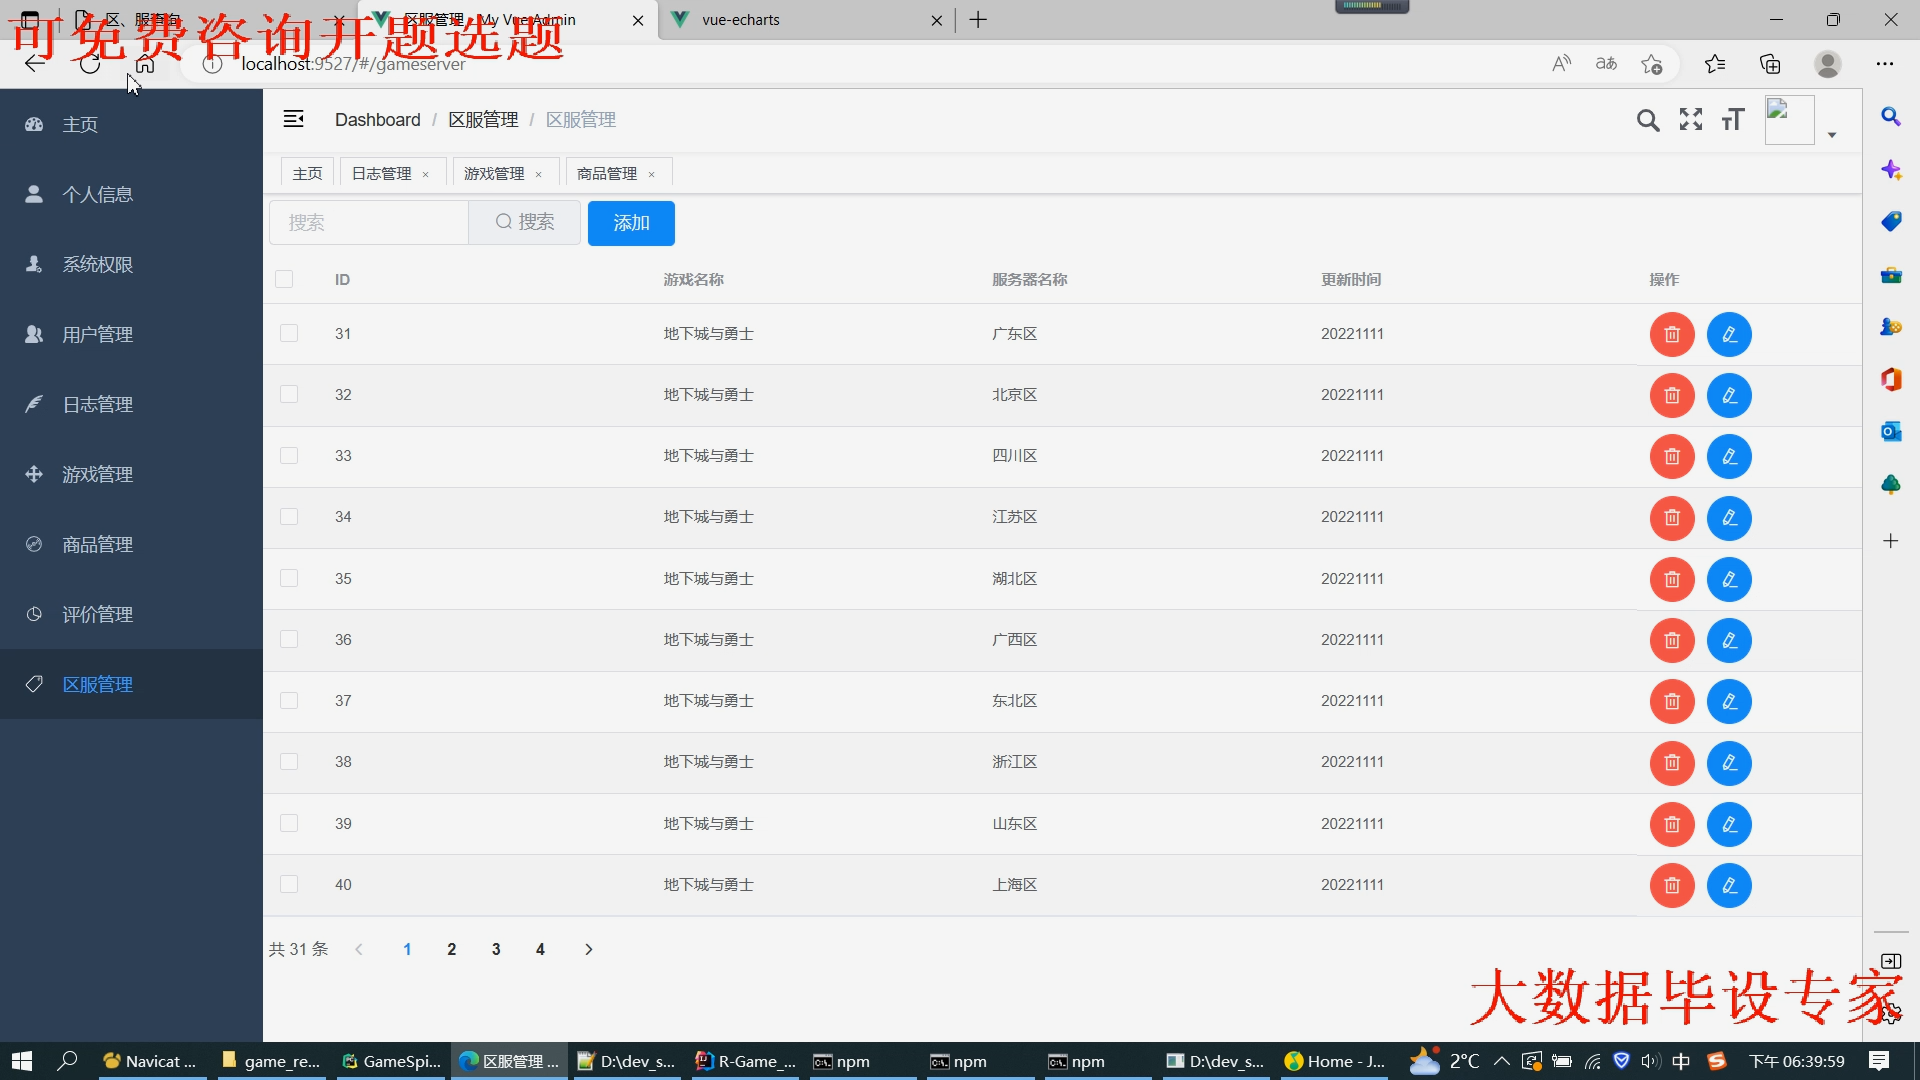 区服管理 - My Vue Admin
vue-echarts
可免费咨询开题选题
localhost:9527/#/gameserver
主页
个人信息
系统权限
用户管理
日志管理
游戏管理
商品管理
评价管理
区服管理
Dashboard / 区服管理 / 区服管理
主页 日志管理 × 游戏管理 × 商品管理 ×
搜索 搜索 添加
ID 游戏名称 服务器名称 更新时间 操作
31 地下城与勇士 广东区 20221111
32 地下城与勇士 北京区 20221111
33 地下城与勇士 四川区 20221111
34 地下城与勇士 江苏区 20221111
35 地下城与勇士 湖北区 20221111
36 地下城与勇士 广西区 20221111
37 地下城与勇士 东北区 20221111
38 地下城与勇士 浙江区 20221111
39 地下城与勇士 山东区 20221111
40 地下城与勇士 上海区 20221111
共 31 条 1 2 3 4
大数据毕设专家
Navicat ... game_re... GameSpi... 区服管理 ... D:\dev_s... R-Game_... npm npm npm D:\dev_s... Home - J... 2°C 中 下午 06:39:59